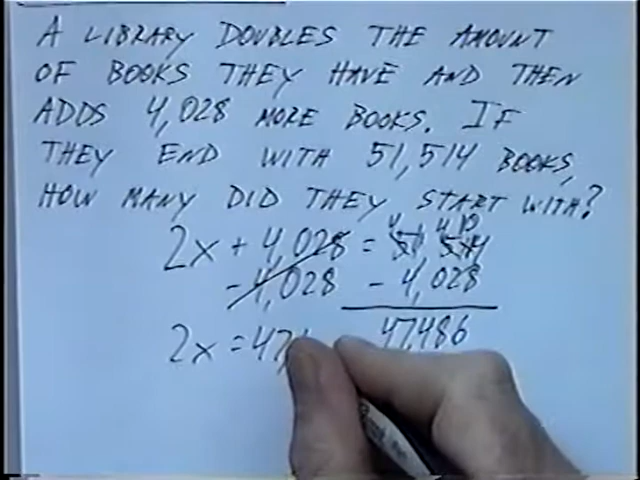 A LIBRARY DOUBLES THE AMOUNT
OF BOOKS THEY HAVE AND THEN
ADDS 4,028 MORE BOOKS. IF
THEY END WITH 51,514 BOOKS,
HOW MANY DID THEY START WITH?
2x + 4,028 = 51,514
- 4,028 - 4,028
2x = 47, 47,486